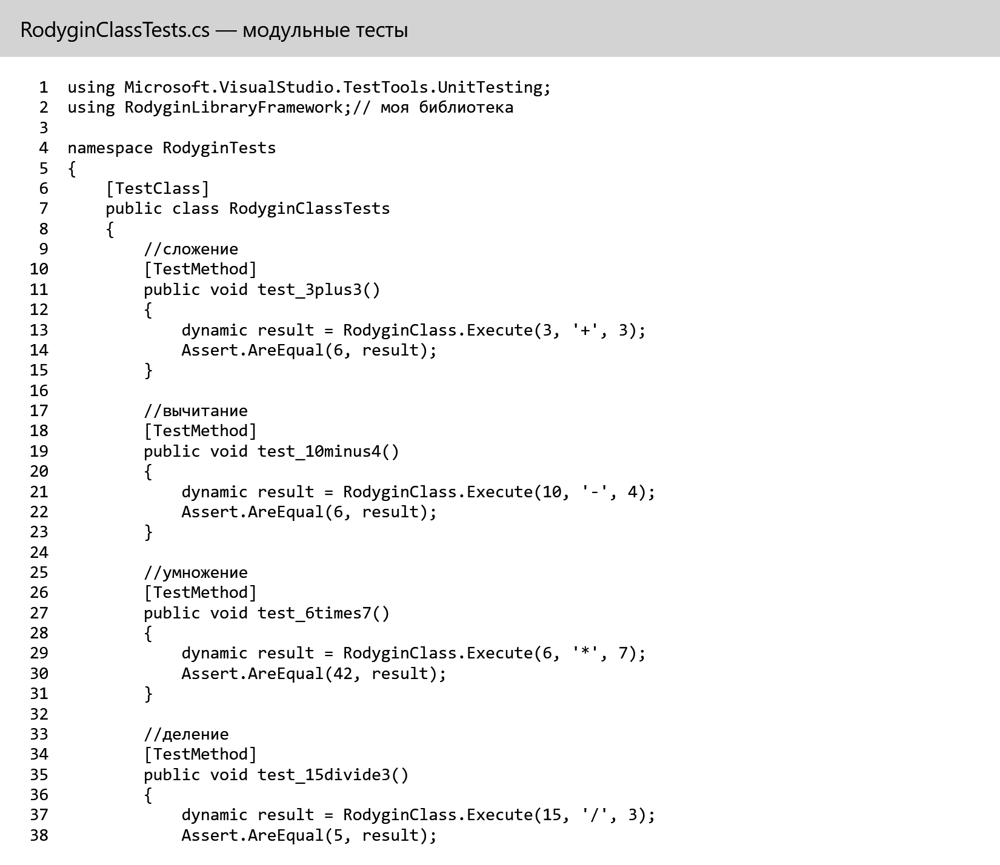 RodyginClassTests.cs — модульные тесты
1 using Microsoft.VisualStudio.TestTools.UnitTesting;
2 using RodyginLibraryFramework;// моя библиотека
3
4 namespace RodyginTests
5 {
6     [TestClass]
7     public class RodyginClassTests
8     {
9         //сложение
10         [TestMethod]
11         public void test_3plus3()
12         {
13             dynamic result = RodyginClass.Execute(3, '+', 3);
14             Assert.AreEqual(6, result);
15         }
16
17         //вычитание
18         [TestMethod]
19         public void test_10minus4()
20         {
21             dynamic result = RodyginClass.Execute(10, '-', 4);
22             Assert.AreEqual(6, result);
23         }
24
25         //умножение
26         [TestMethod]
27         public void test_6times7()
28         {
29             dynamic result = RodyginClass.Execute(6, '*', 7);
30             Assert.AreEqual(42, result);
31         }
32
33         //деление
34         [TestMethod]
35         public void test_15divide3()
36         {
37             dynamic result = RodyginClass.Execute(15, '/', 3);
38             Assert.AreEqual(5, result);